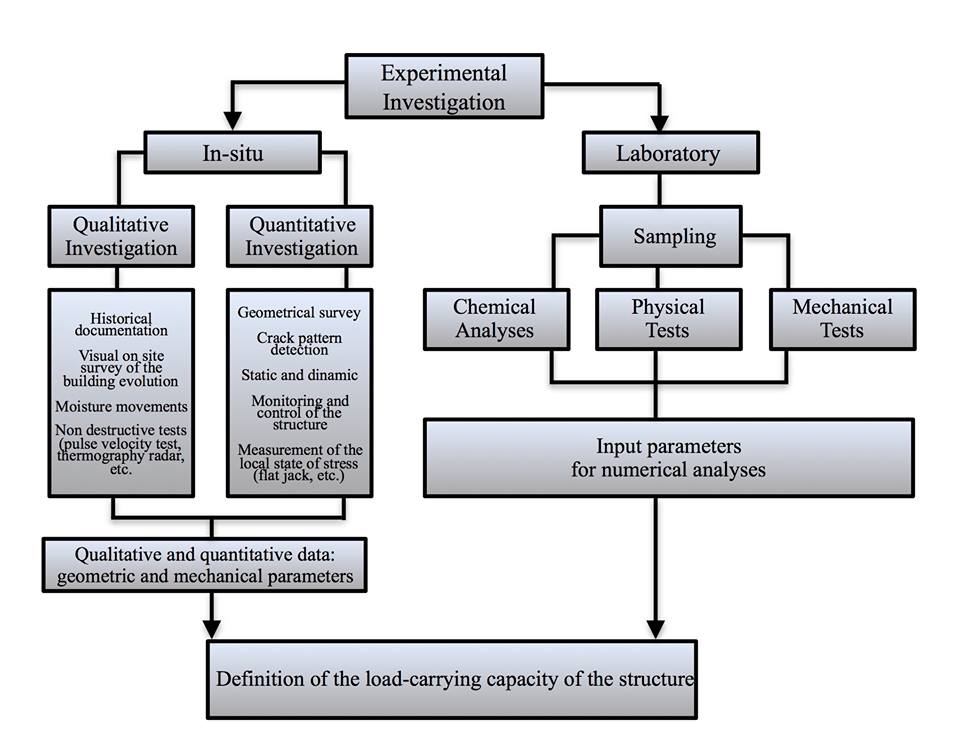 Experimental
Investigation
In-situ
Laboratory
Qualitative
Investigation
Quantitative
Investigation
Sampling
Historical
documentation
Visual on site
survey of the
building evolution
Moisture movements
Non destructive tests
(pulse velocity test,
thermography radar,
etc.
Geometrical survey
Crack pattern
detection
Static and dinamic
Monitoring and
control of the
structure
Measurement of the
local state of stress
(flat jack, etc.)
Chemical
Analyses
Physical
Tests
Mechanical
Tests
Input parameters
for numerical analyses
Qualitative and quantitative data:
geometric and mechanical parameters
Definition of the load-carrying capacity of the structure